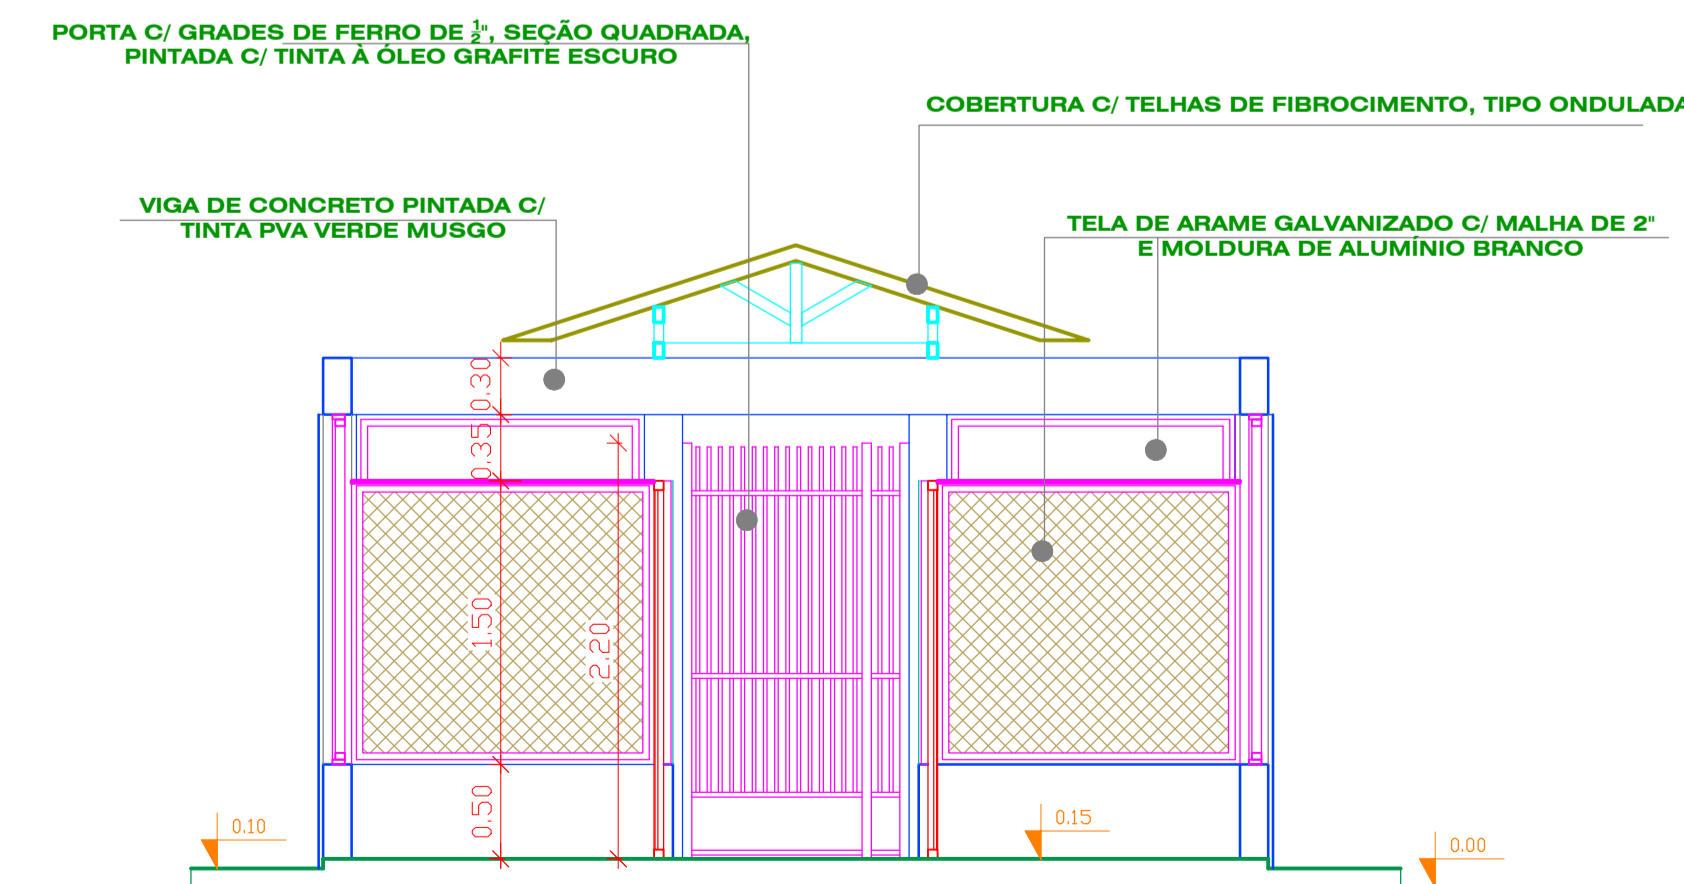 PORTA C/ GRADES DE FERRO DE ½", SEÇÃO QUADRADA,
PINTADA C/ TINTA À ÓLEO GRAFITE ESCURO
COBERTURA C/ TELHAS DE FIBROCIMENTO, TIPO ONDULADA
VIGA DE CONCRETO PINTADA C/
TINTA PVA VERDE MUSGO
TELA DE ARAME GALVANIZADO C/ MALHA DE 2"
E MOLDURA DE ALUMÍNIO BRANCO
0.30
0.35
1.50
2.20
0.50
0.10
0.15
0.00